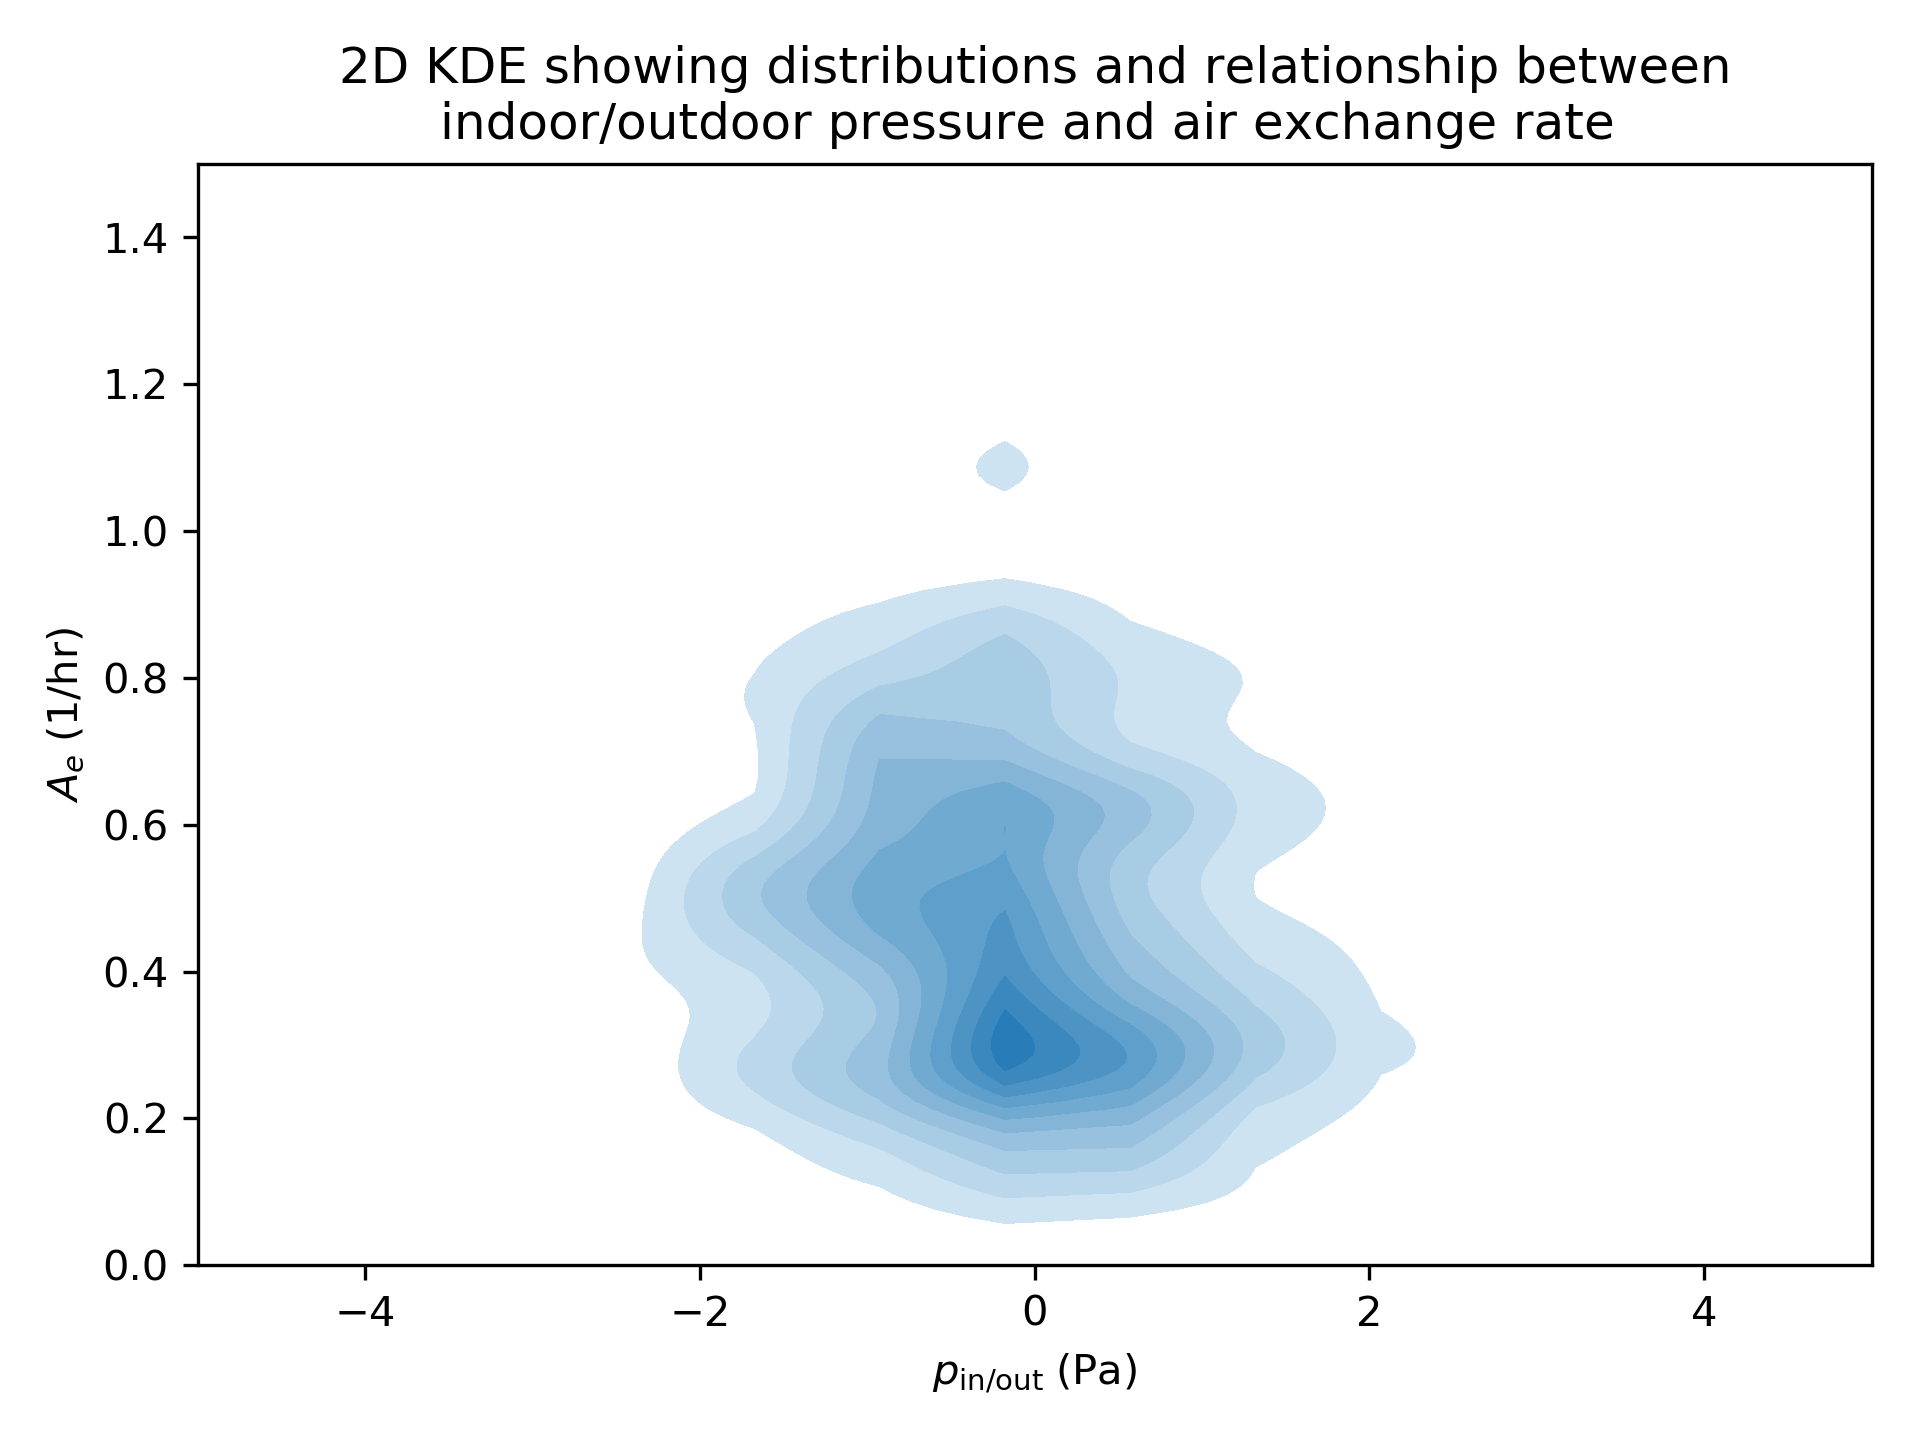 2D KDE showing distributions and relationship between
indoor/outdoor pressure and air exchange rate
1.4
1.2
1.0
0.8
0.6
0.4
0.2
0.0
A_e (1/hr)
−4 −2 0 2 4
p_in/out (Pa)